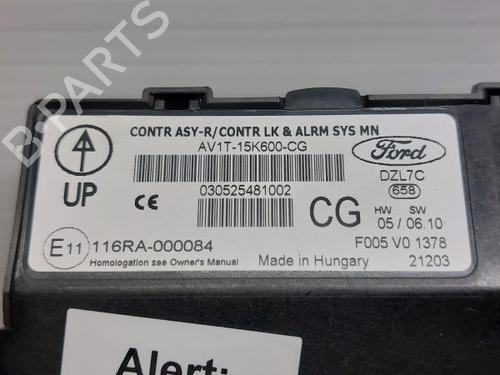 CONTR ASY-R/CONTR LK & ALRM SYS MN
AV1T-15K600-CG
Ford
UP
CE
030525481002
DZL7C
658
CG
HW SW
05 / 06.10
E11 116RA-000084
F005 V0 1378
Homologation see Owner's Manual
Made in Hungary
21203
Alert:
B-PARTS